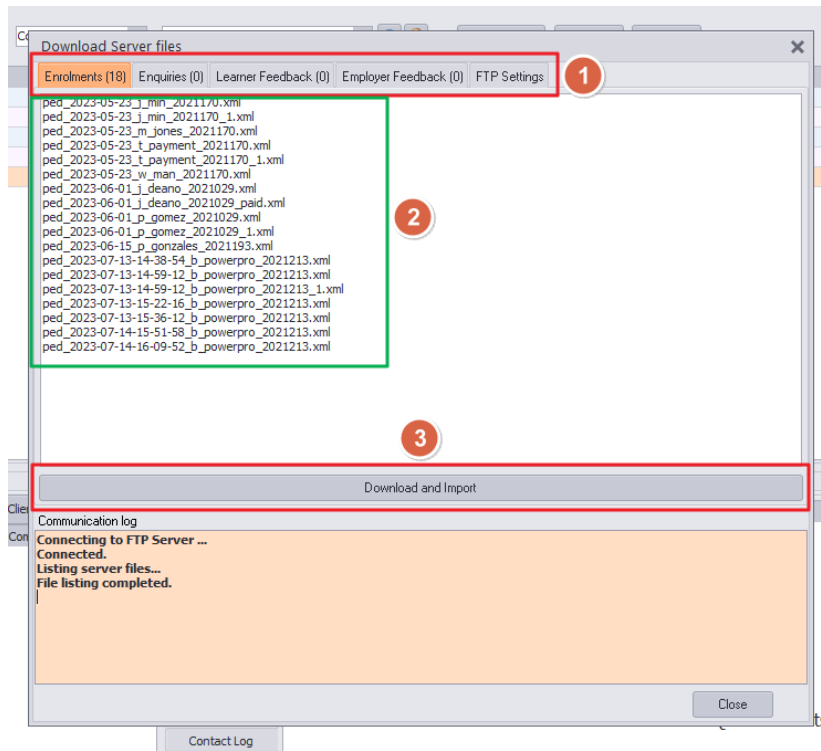 Co
Download Server files
Enrolments (18) Enquiries (0) Learner Feedback (0) Employer Feedback (0) FTP Settings
1
ped_2023-05-23_j_min_2021170.xml
ped_2023-05-23_j_min_2021170_1.xml
ped_2023-05-23_m_jones_2021170.xml
ped_2023-05-23_t_payment_2021170.xml
ped_2023-05-23_t_payment_2021170_1.xml
ped_2023-05-23_w_man_2021170.xml
ped_2023-06-01_j_deano_2021029.xml
ped_2023-06-01_j_deano_2021029_paid.xml
ped_2023-06-01_p_gomez_2021029.xml
ped_2023-06-01_p_gomez_2021029_1.xml
ped_2023-06-15_p_gonzales_2021193.xml
ped_2023-07-13-14-38-54_b_powerpro_2021213.xml
ped_2023-07-13-14-59-12_b_powerpro_2021213.xml
ped_2023-07-13-14-59-12_b_powerpro_2021213_1.xml
ped_2023-07-13-15-22-16_b_powerpro_2021213.xml
ped_2023-07-13-15-36-12_b_powerpro_2021213.xml
ped_2023-07-14-15-51-58_b_powerpro_2021213.xml
ped_2023-07-14-16-09-52_b_powerpro_2021213.xml
2
3
Download and Import
Clie
Communication log
Con
Connecting to FTP Server ...
Connected.
Listing server files...
File listing completed.
Close
Contact Log